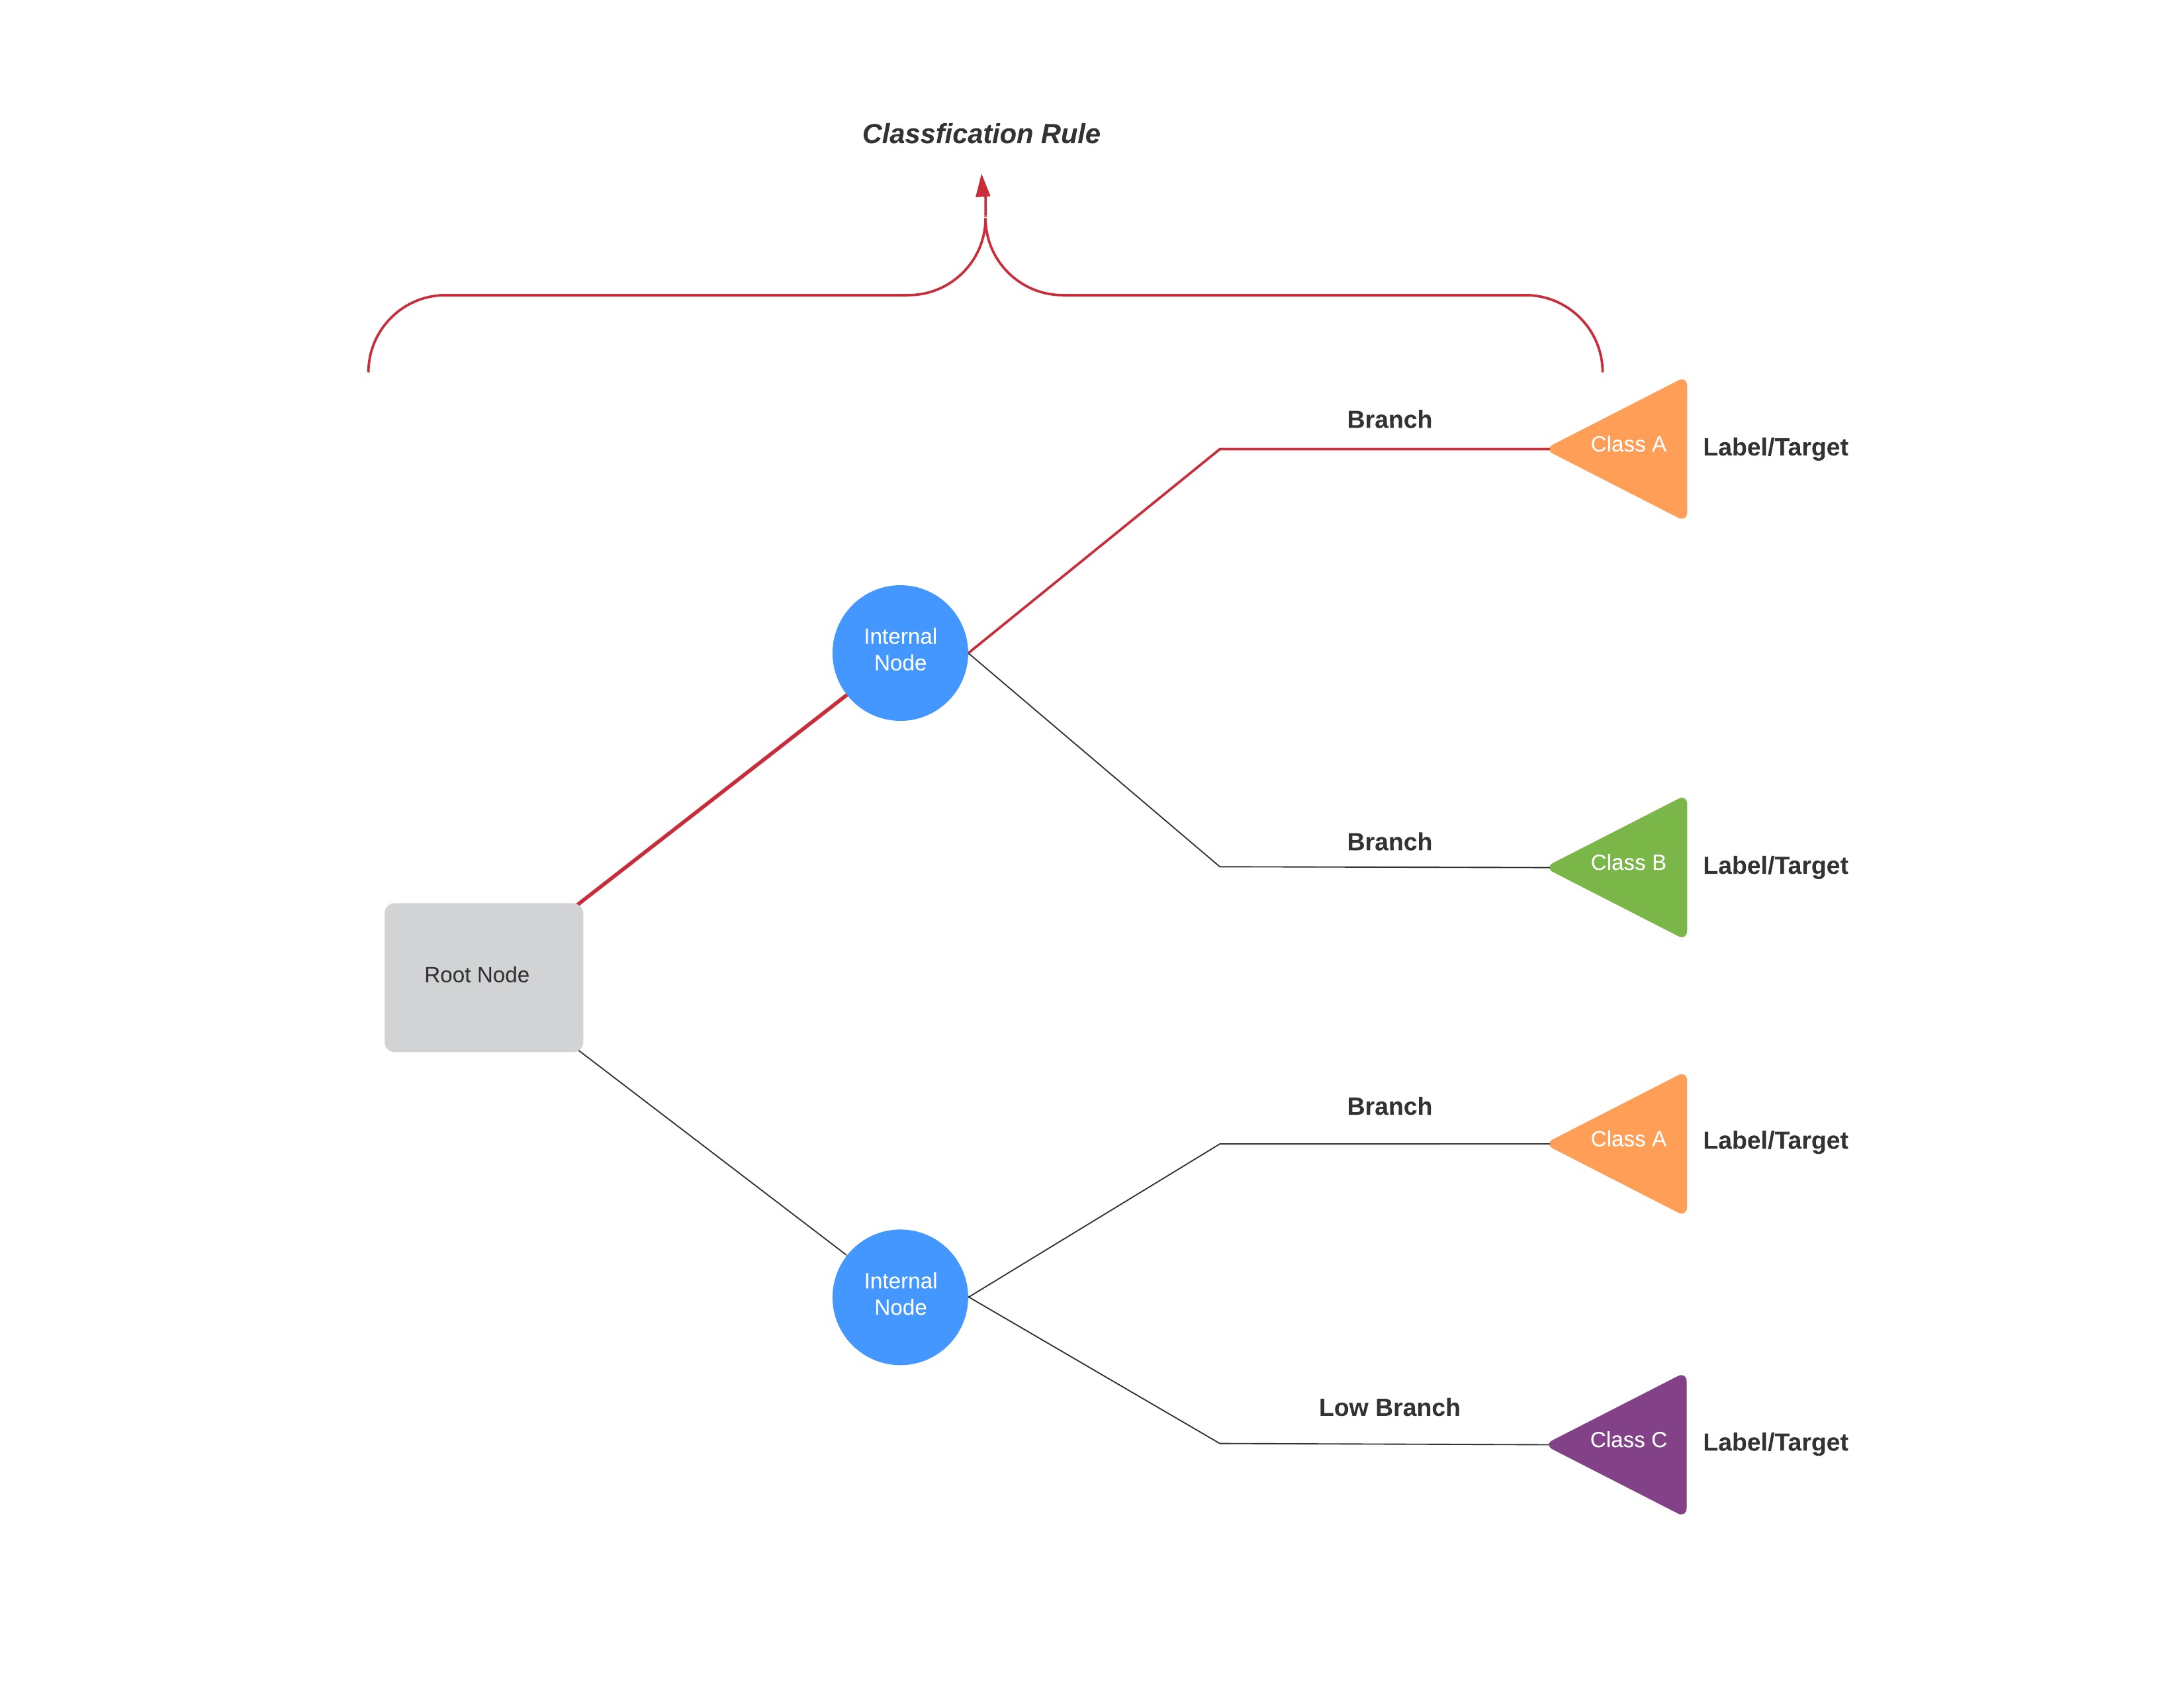 Classfication Rule
Branch
Class A
Label/Target
Internal
Node
Branch
Class B
Label/Target
Root Node
Branch
Class A
Label/Target
Internal
Node
Low Branch
Class C
Label/Target